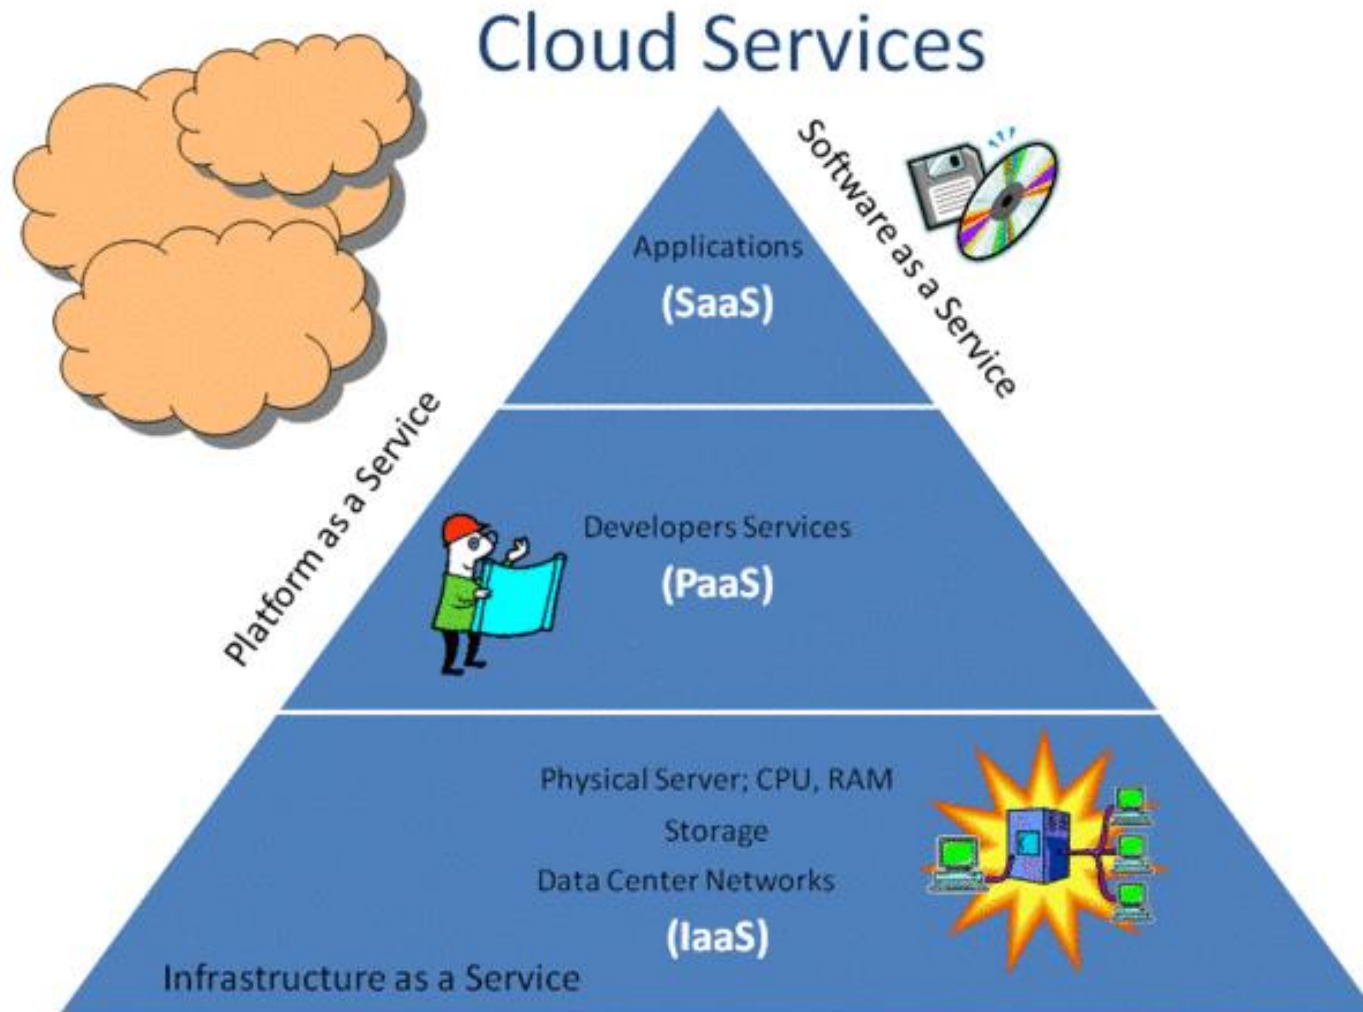 Cloud Services
Software as a Service
Applications
(SaaS)
Platform as a Service
Developers Services
(PaaS)
Physical Server; CPU, RAM
Storage
Data Center Networks
(IaaS)
Infrastructure as a Service